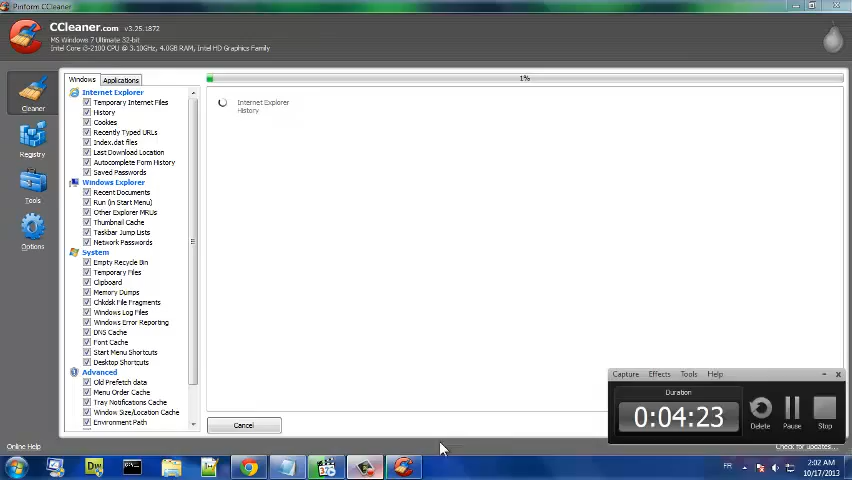 Pinform CCleaner
CCleaner.com v3.25.1872
MS Windows 7 Ultimate 32-bit
Intel Core i3-2100 CPU @ 3.10GHz, 4.0GB RAM, Intel HD Graphics Family
Cleaner
Registry
Tools
Options
Windows
Applications
Internet Explorer
Temporary Internet Files
History
Cookies
Recently Typed URLs
Index.dat files
Last Download Location
Autocomplete Form History
Saved Passwords
Windows Explorer
Recent Documents
Run (in Start Menu)
Other Explorer MRUs
Thumbnail Cache
Taskbar Jump Lists
Network Passwords
System
Empty Recycle Bin
Temporary Files
Clipboard
Memory Dumps
Chkdsk File Fragments
Windows Log Files
Windows Error Reporting
DNS Cache
Font Cache
Start Menu Shortcuts
Desktop Shortcuts
Advanced
Old Prefetch data
Menu Order Cache
Tray Notifications Cache
Window Size/Location Cache
Environment Path
1%
Internet Explorer
History
Cancel
Capture Effects Tools Help
Duration
0:04:23
Delete Pause Stop
Online Help
Check for updates...
Dw
FR
2:02 AM
10/17/2013